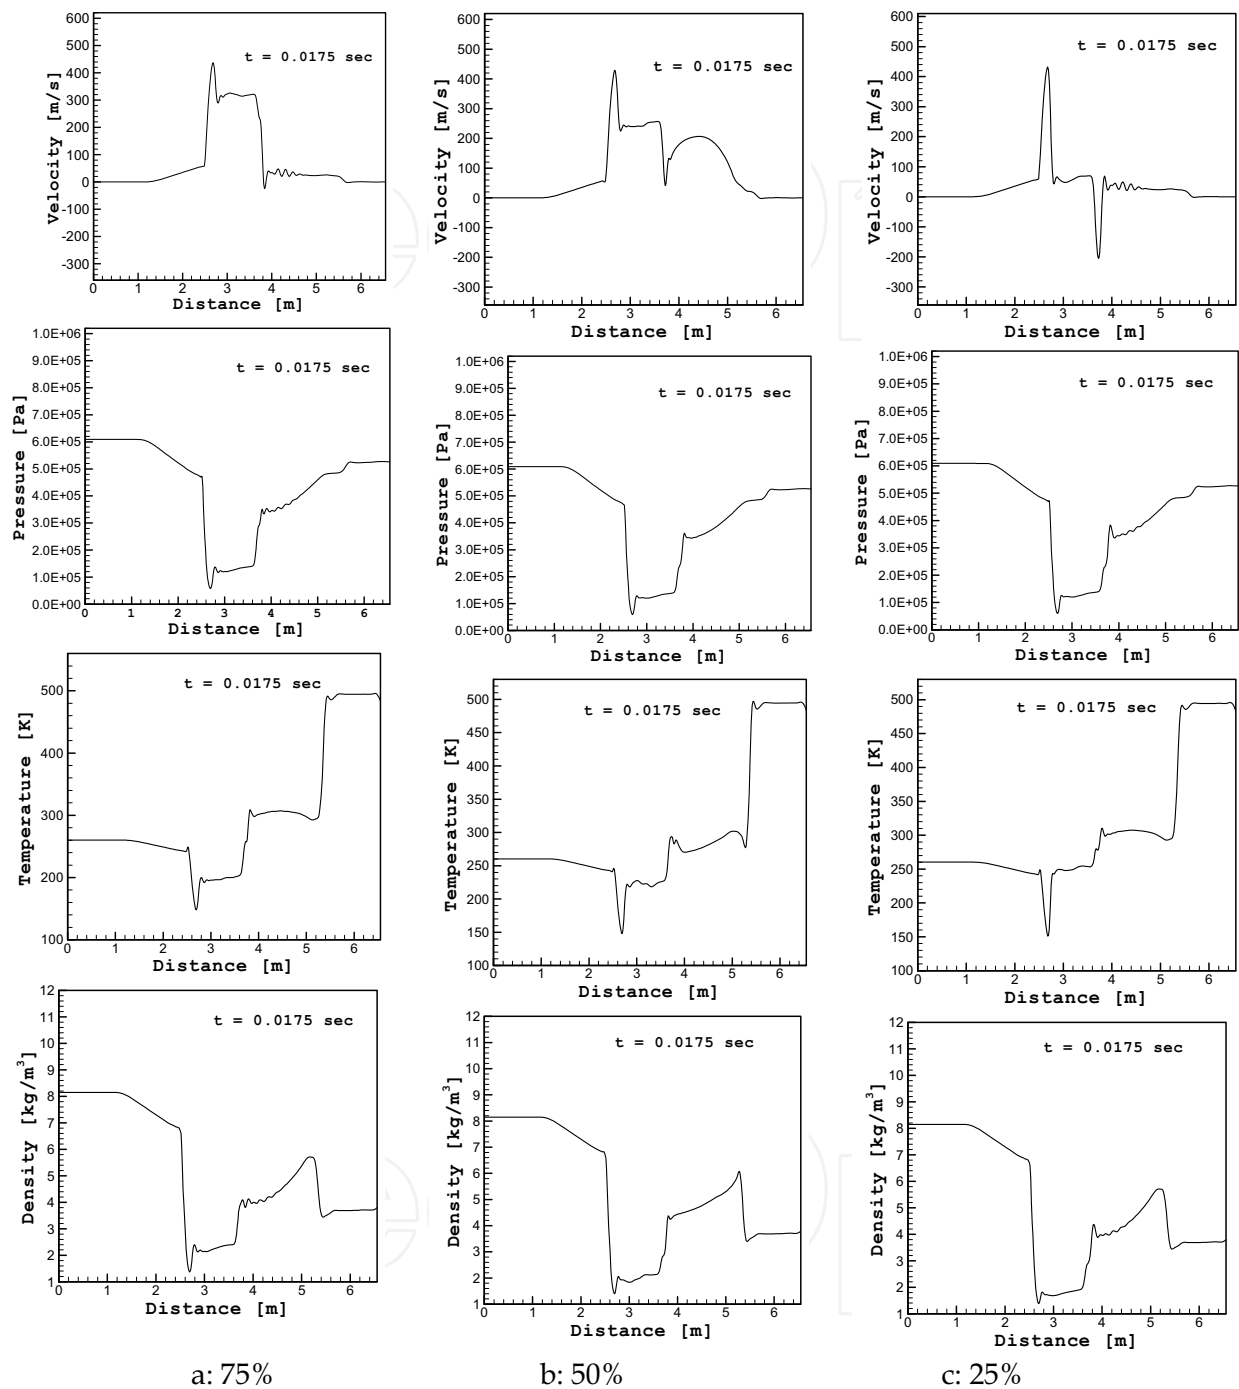 600
500
400
300
200
100
0
-100
-200
-300
Velocity [m/s]
t = 0.0175 sec
0 1 2 3 4 5 6
Distance [m]
600
500
400
300
200
100
0
-100
-200
-300
Velocity [m/s]
t = 0.0175 sec
0 1 2 3 4 5 6
Distance [m]
600
500
400
300
200
100
0
-100
-200
-300
Velocity [m/s]
t = 0.0175 sec
0 1 2 3 4 5 6
Distance [m]
1.0E+06
9.0E+05
8.0E+05
7.0E+05
6.0E+05
5.0E+05
4.0E+05
3.0E+05
2.0E+05
1.0E+05
0.0E+00
Pressure [Pa]
t = 0.0175 sec
0 1 2 3 4 5 6
Distance [m]
1.0E+06
9.0E+05
8.0E+05
7.0E+05
6.0E+05
5.0E+05
4.0E+05
3.0E+05
2.0E+05
1.0E+05
0.0E+00
Pressure [Pa]
t = 0.0175 sec
0 1 2 3 4 5 6
Distance [m]
1.0E+06
9.0E+05
8.0E+05
7.0E+05
6.0E+05
5.0E+05
4.0E+05
3.0E+05
2.0E+05
1.0E+05
0.0E+00
Pressure [Pa]
t = 0.0175 sec
0 1 2 3 4 5 6
Distance [m]
500
400
300
200
100
Temperature [K]
t = 0.0175 sec
0 1 2 3 4 5 6
Distance [m]
500
450
400
350
300
250
200
150
100
Temperature [K]
t = 0.0175 sec
0 1 2 3 4 5 6
Distance [m]
500
450
400
350
300
250
200
150
100
Temperature [K]
t = 0.0175 sec
0 1 2 3 4 5 6
Distance [m]
12
11
10
9
8
7
6
5
4
3
2
1
Density [kg/m³]
t = 0.0175 sec
0 1 2 3 4 5 6
Distance [m]
12
11
10
9
8
7
6
5
4
3
2
1
Density [kg/m³]
t = 0.0175 sec
0 1 2 3 4 5 6
Distance [m]
12
11
10
9
8
7
6
5
4
3
2
1
Density [kg/m³]
t = 0.0175 sec
0 1 2 3 4 5 6
Distance [m]
a: 75%
b: 50%
c: 25%